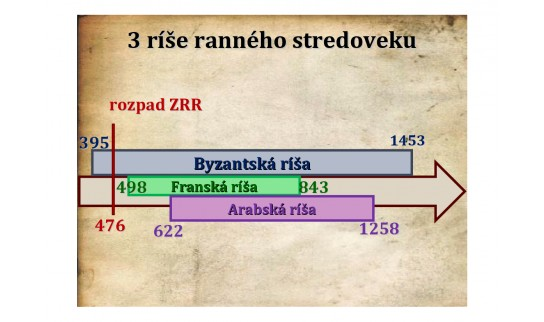 3 ríše ranného stredoveku
rozpad ZRR
395
1453
Byzantská ríša
498
Franská ríša
843
Arabská ríša
476
622
1258